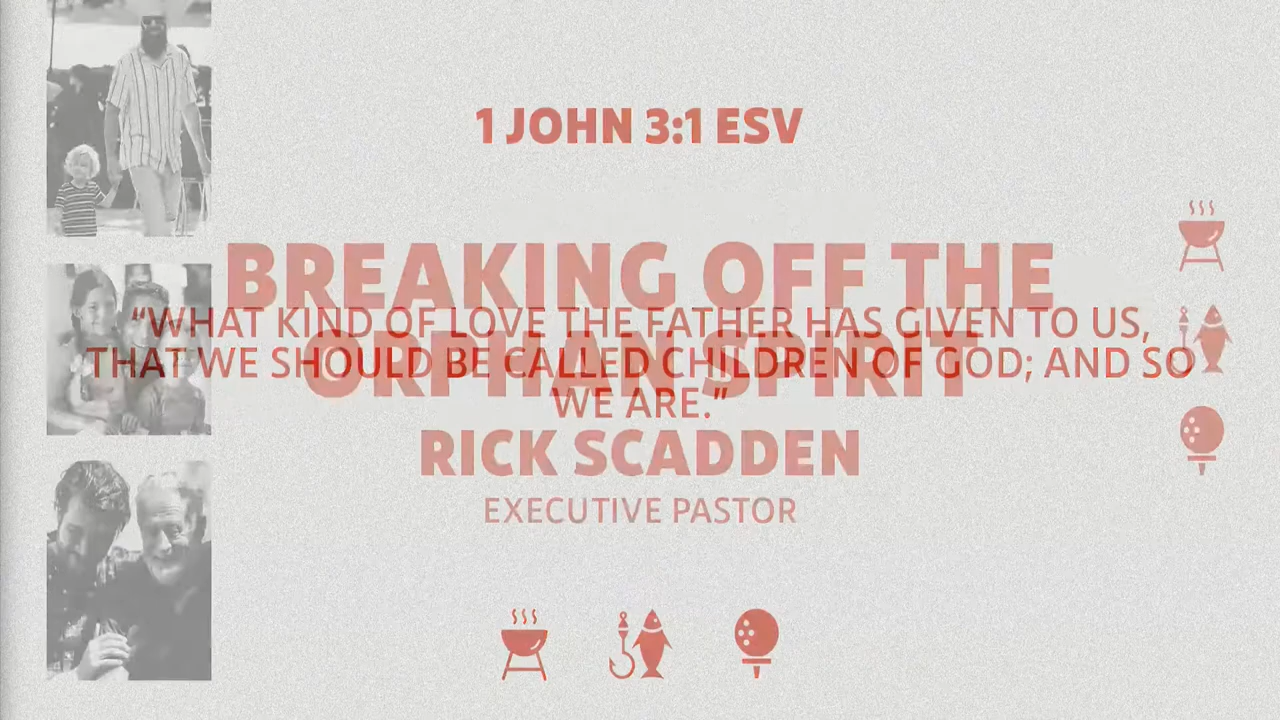 1 JOHN 3:1 ESV
BREAKING OFF THE
“WHAT KIND OF LOVE THE FATHER HAS GIVEN TO US,
ORPHAN SPIRIT
THAT WE SHOULD BE CALLED CHILDREN OF GOD; AND SO
WE ARE.”
RICK SCADDEN
EXECUTIVE PASTOR